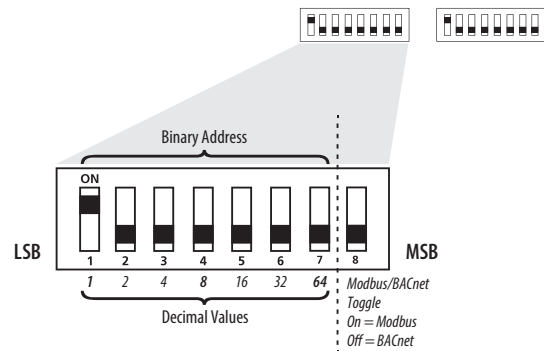 Binary Address
ON
LSB
MSB
1 2 3 4 5 6 7 8
1 2 4 8 16 32 64
Decimal Values
Modbus/BACnet
Toggle
On = Modbus
Off = BACnet